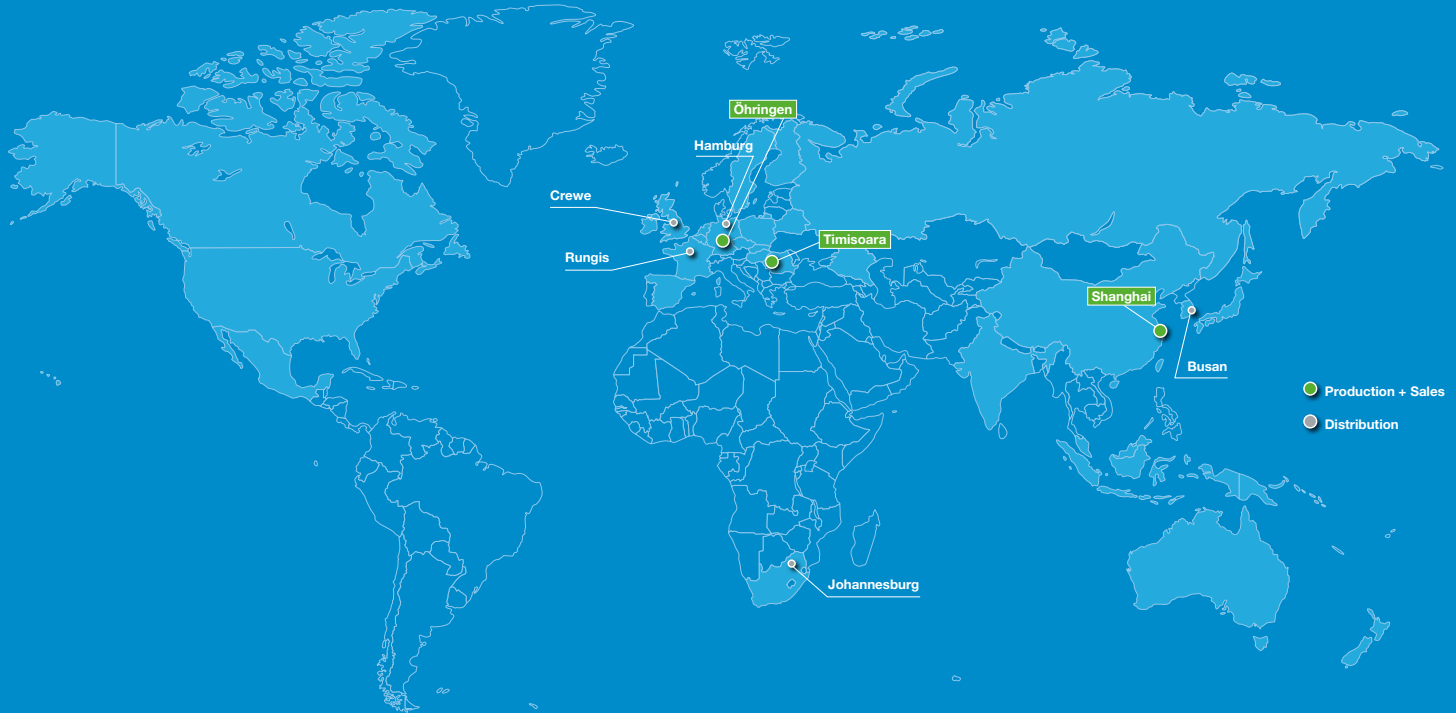 Öhringen
Hamburg
Crewe
Timisoara
Rungis
Shanghai
Busan
Production + Sales
Distribution
Johannesburg